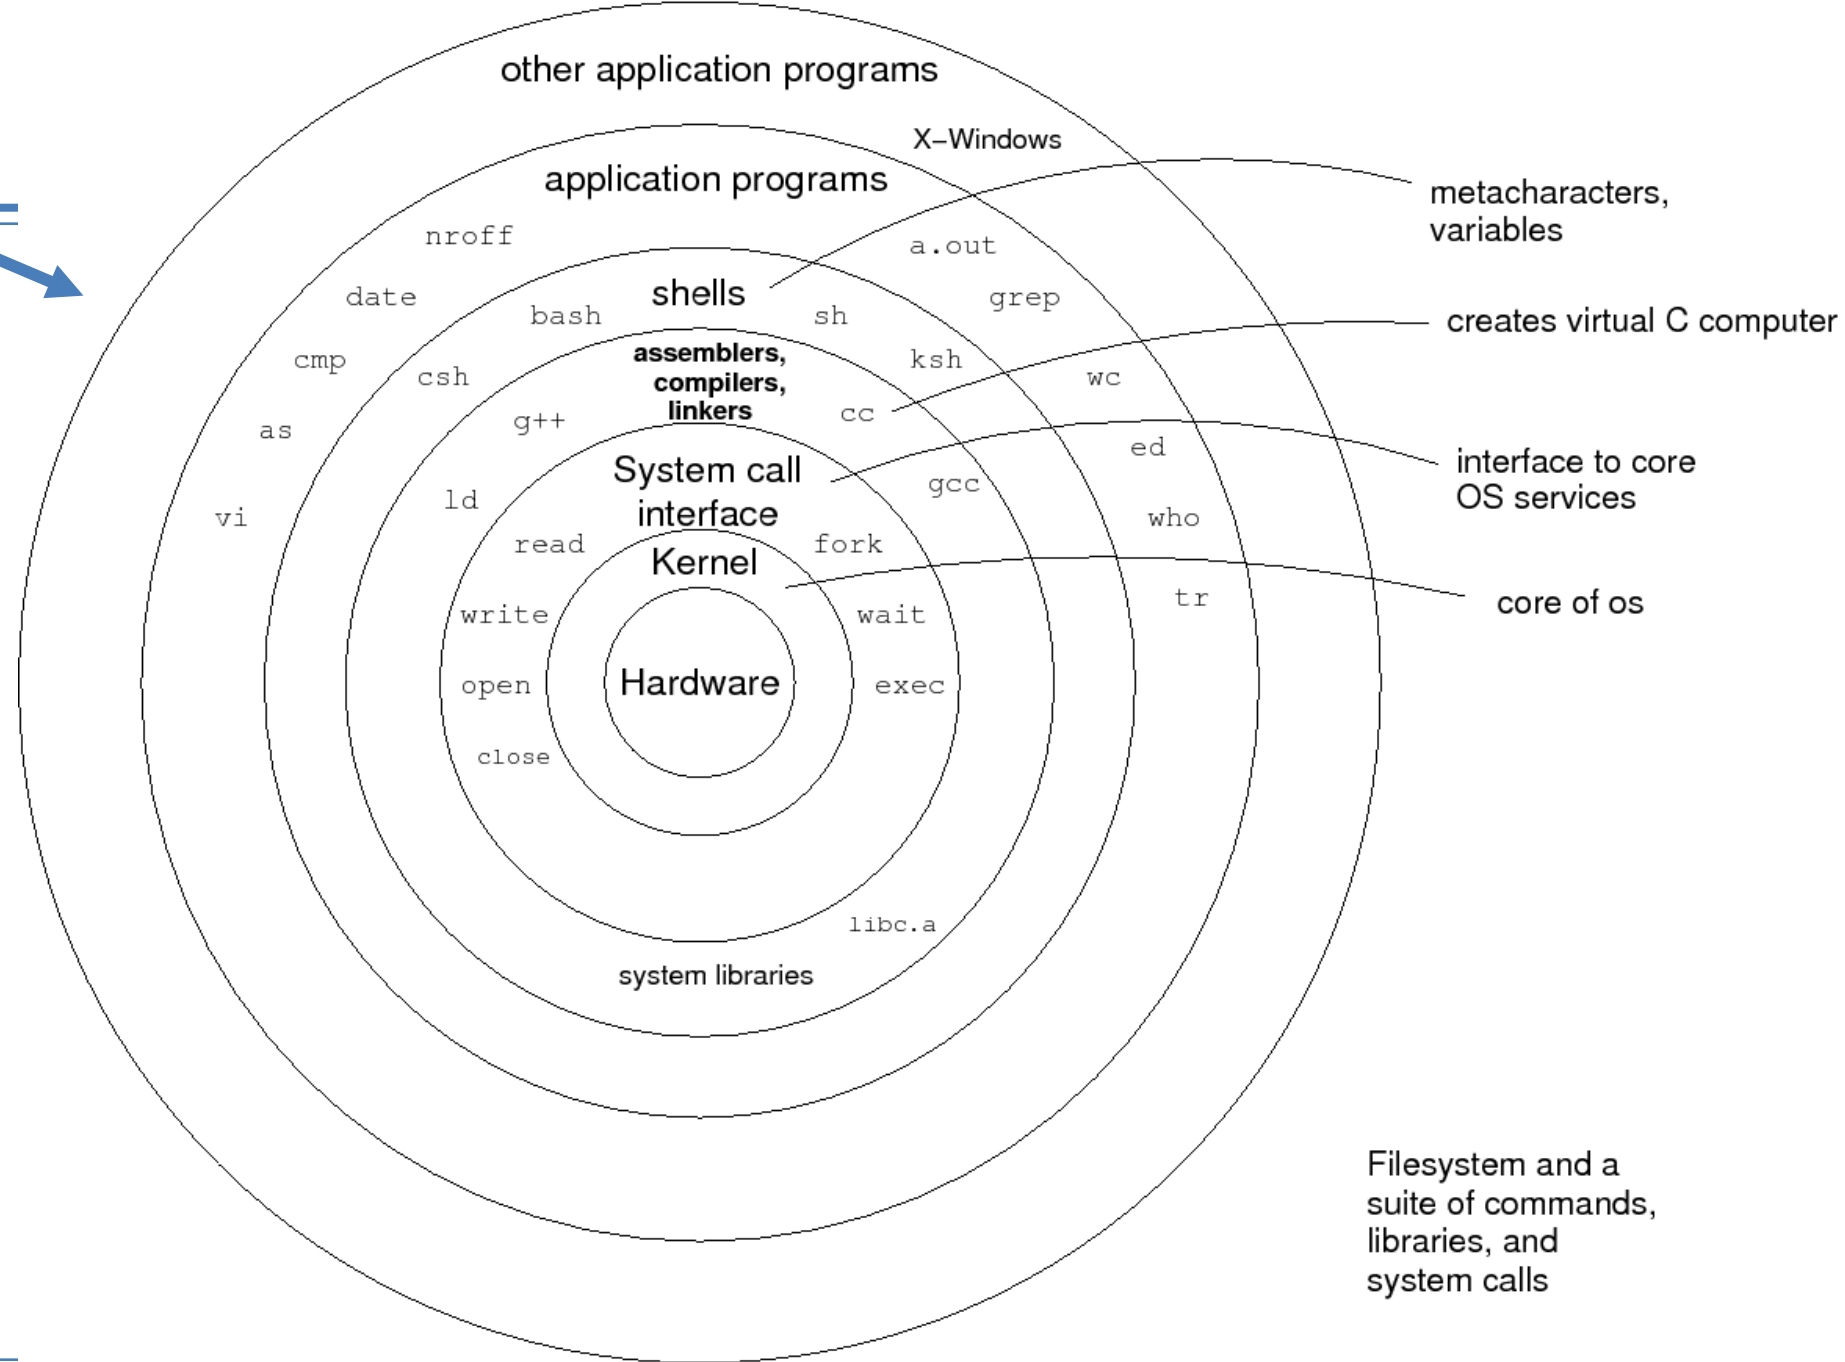 other application programs
X−Windows
application programs
metacharacters,
variables
nroff
a.out
date
shells
grep
bash
sh
creates virtual C computer
assemblers,
compilers,
linkers
cmp
csh
ksh
wc
g++
cc
as
ed
System call
interface
interface to core
OS services
ld
gcc
vi
who
read
fork
Kernel
tr
core of os
write
wait
Hardware
open
exec
close
libc.a
system libraries
Filesystem and a
suite of commands,
libraries, and
system calls